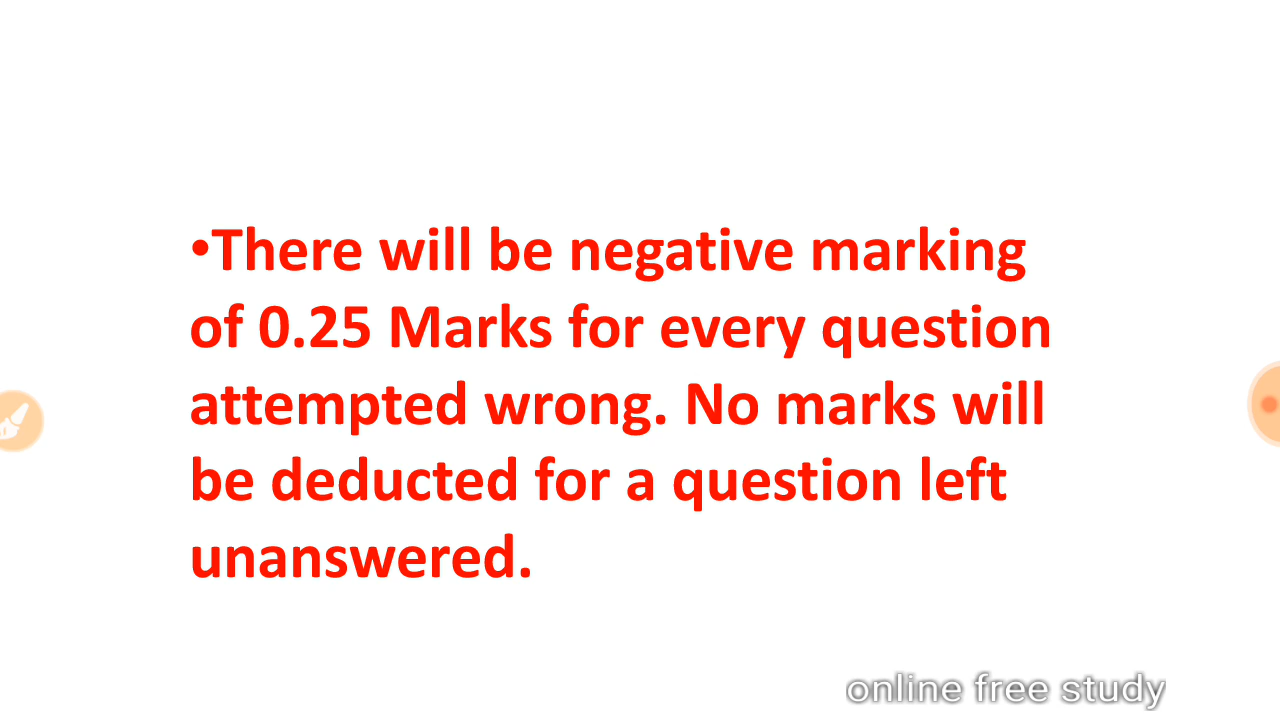 •There will be negative marking
of 0.25 Marks for every question
attempted wrong. No marks will
be deducted for a question left
unanswered.
online free study